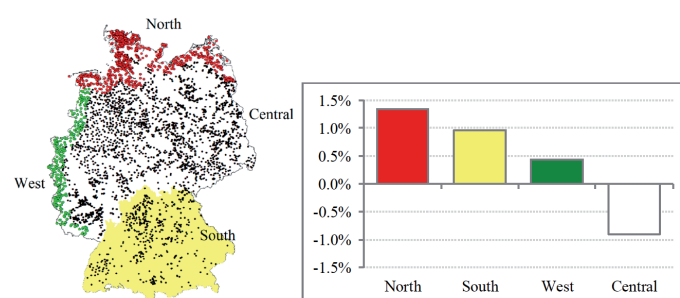 North
Central
West
South
1.5%
1.0%
0.5%
0.0%
-0.5%
-1.0%
-1.5%
North South West Central